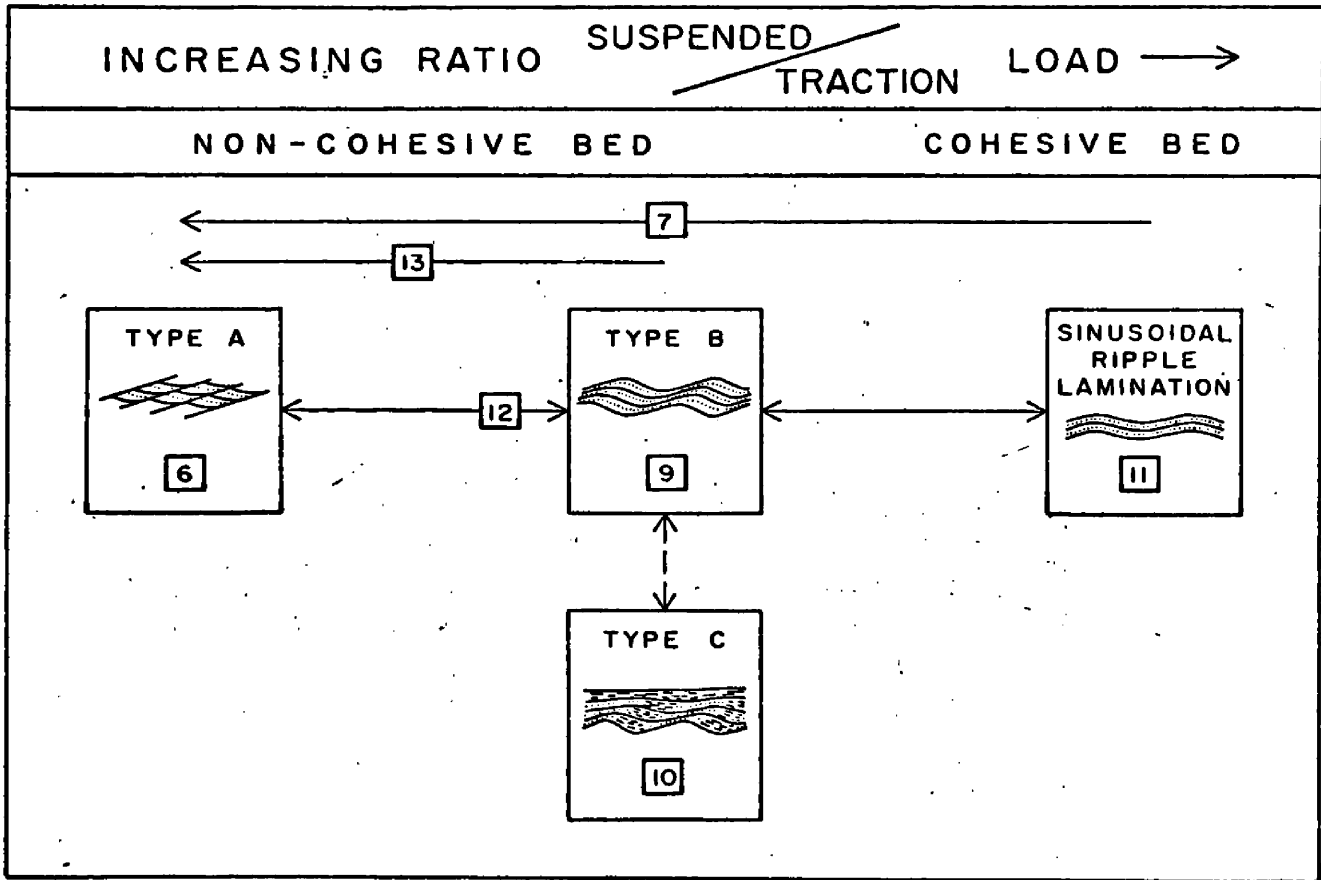 INCREASING RATIO SUSPENDED / TRACTION LOAD
NON-COHESIVE BED COHESIVE BED
7
13
TYPE A
6
12
TYPE B
9
SINUSOIDAL
RIPPLE
LAMINATION
11
TYPE C
10